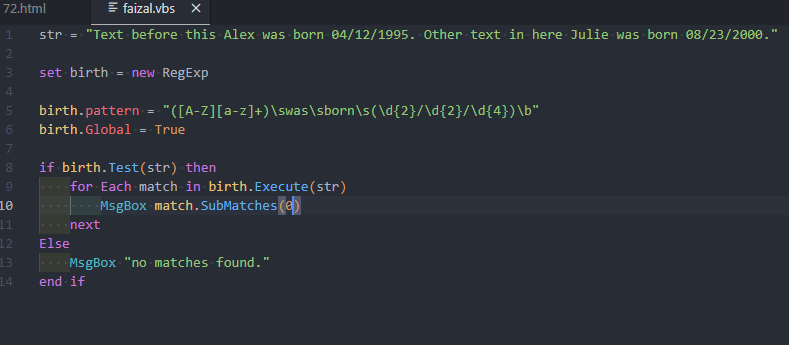 72.html faizal.vbs ×
1 str = "Text before this Alex was born 04/12/1995. Other text in here Julie was born 08/23/2000."
2
3 set birth = new RegExp
4
5 birth.pattern = "([A-Z][a-z]+)\swas\sborn\s(\d{2}/\d{2}/\d{4})\b"
6 birth.Global = True
7
8 if birth.Test(str) then
9     for Each match in birth.Execute(str)
10         MsgBox match.SubMatches(0)
11     next
12 Else
13     MsgBox "no matches found."
14 end if